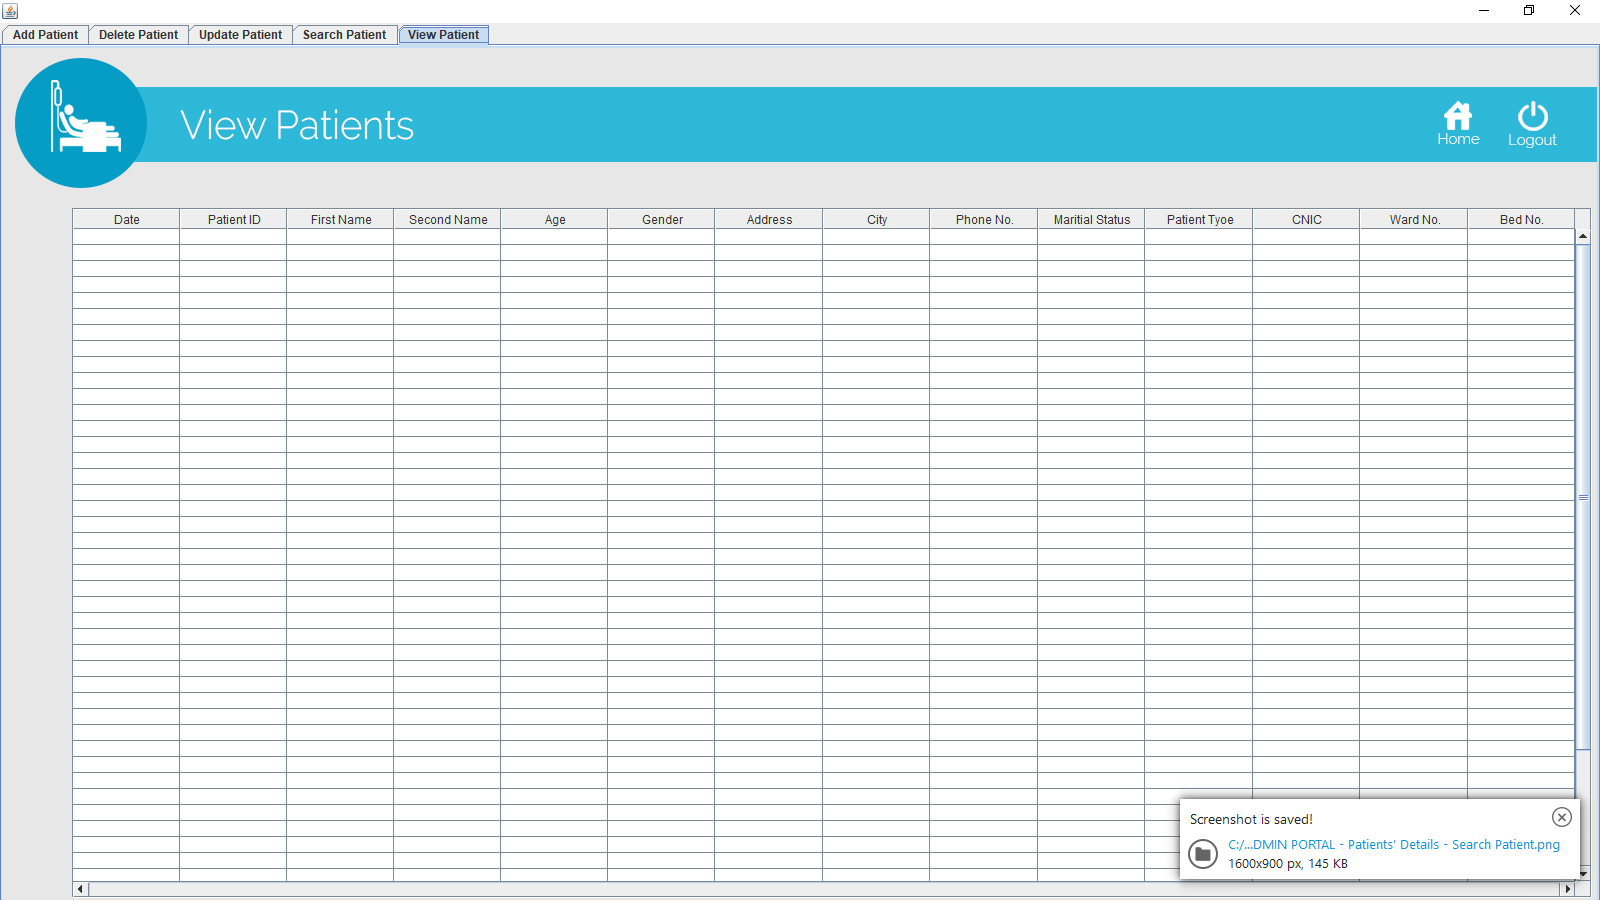 Add Patient Delete Patient Update Patient Search Patient View Patient
View Patients
Home Logout
Date Patient ID First Name Second Name Age Gender Address City Phone No. Maritial Status Patient Tyoe CNIC Ward No. Bed No.
Screenshot is saved!
C:/...DMIN PORTAL - Patients' Details - Search Patient.png
1600x900 px, 145 KB